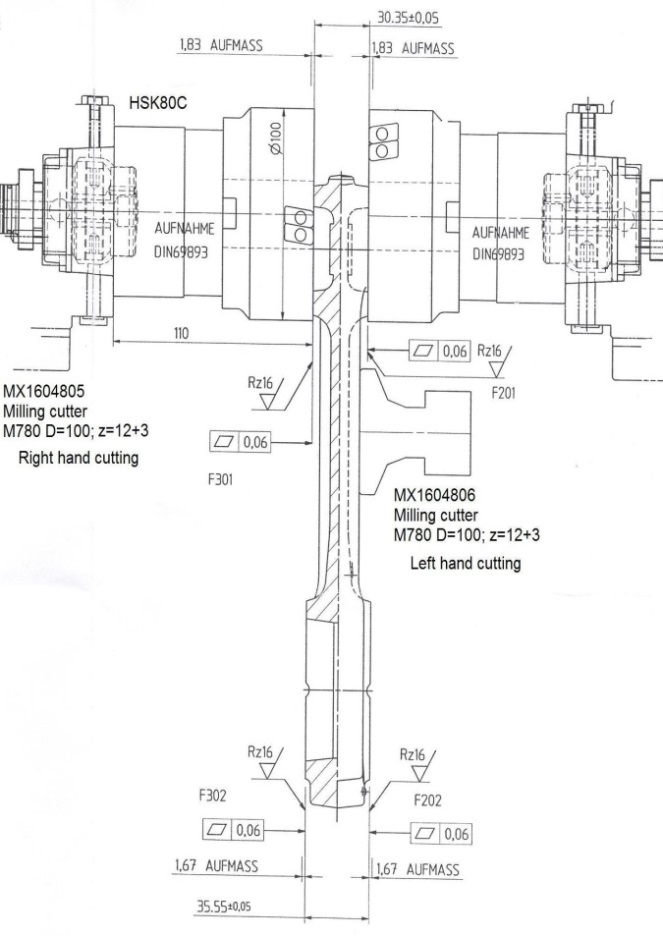 30.35±0,05
1,83 AUFMASS
1,83 AUFMASS
HSK80C
Ø100
AUFNAHME
DIN69893
AUFNAHME
DIN69893
110
0,06
Rz16
F201
Rz16
0,06
F301
MX1604805
Milling cutter
M780 D=100; z=12+3
Right hand cutting
MX1604806
Milling cutter
M780 D=100; z=12+3
Left hand cutting
Rz16
Rz16
F302
F202
0,06
0,06
1,67 AUFMASS
1,67 AUFMASS
35.55±0,05